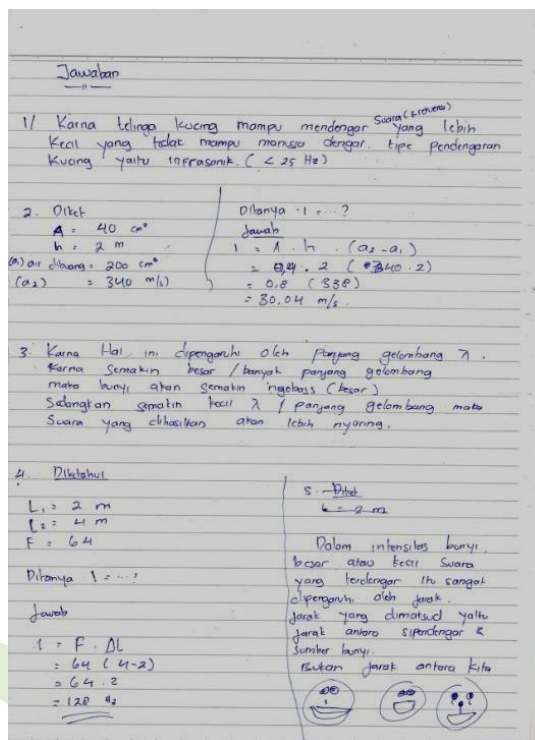 Jawaban
1/ Karna telinga kucing mampu mendengar suara (frekuensi) yang lebih
kecil yang tidak mampu manusia dengar. tipe pendengaran
kucing yaitu infrasonik. (< 25 Hz)
2. Diket
A = 40 cm²
h = 2 m
(a₁) air dibuang = 200 cm³
(a₂) = 340 m/s)
Ditanya = ...?
Jawab
1 = A . h . (a₂ - a₁)
= 0,4 . 2 ( 340 . 2)
= 0,8 (338)
= 30,04 m/s.
3. Karna Hal ini dipengaruhi oleh panjang gelombang λ.
Karna semakin besar / banyak panjang gelombang
maka bunyi akan semakin ngebass (besar)
Sedangkan semakin kecil λ / panjang gelombang maka
Suara yang dihasilkan akan lebih nyaring.
4. Diketahui
L₁ = 2 m
L₂ = 4 m
F = 64
Ditanya 1 = ...?
Jawab
1 = F . ΔL
= 64 (4-2)
= 64 . 2
= 128 Hz
5. Diket
= 2 m
Dalam intensitas bunyi.
besar atau kecil suara
yang terdengar itu sangat
dipengaruhi oleh jarak.
jarak yang dimaksud yaitu
jarak antara sipendengar &
sumber bunyi.
Bukan jarak antara kita